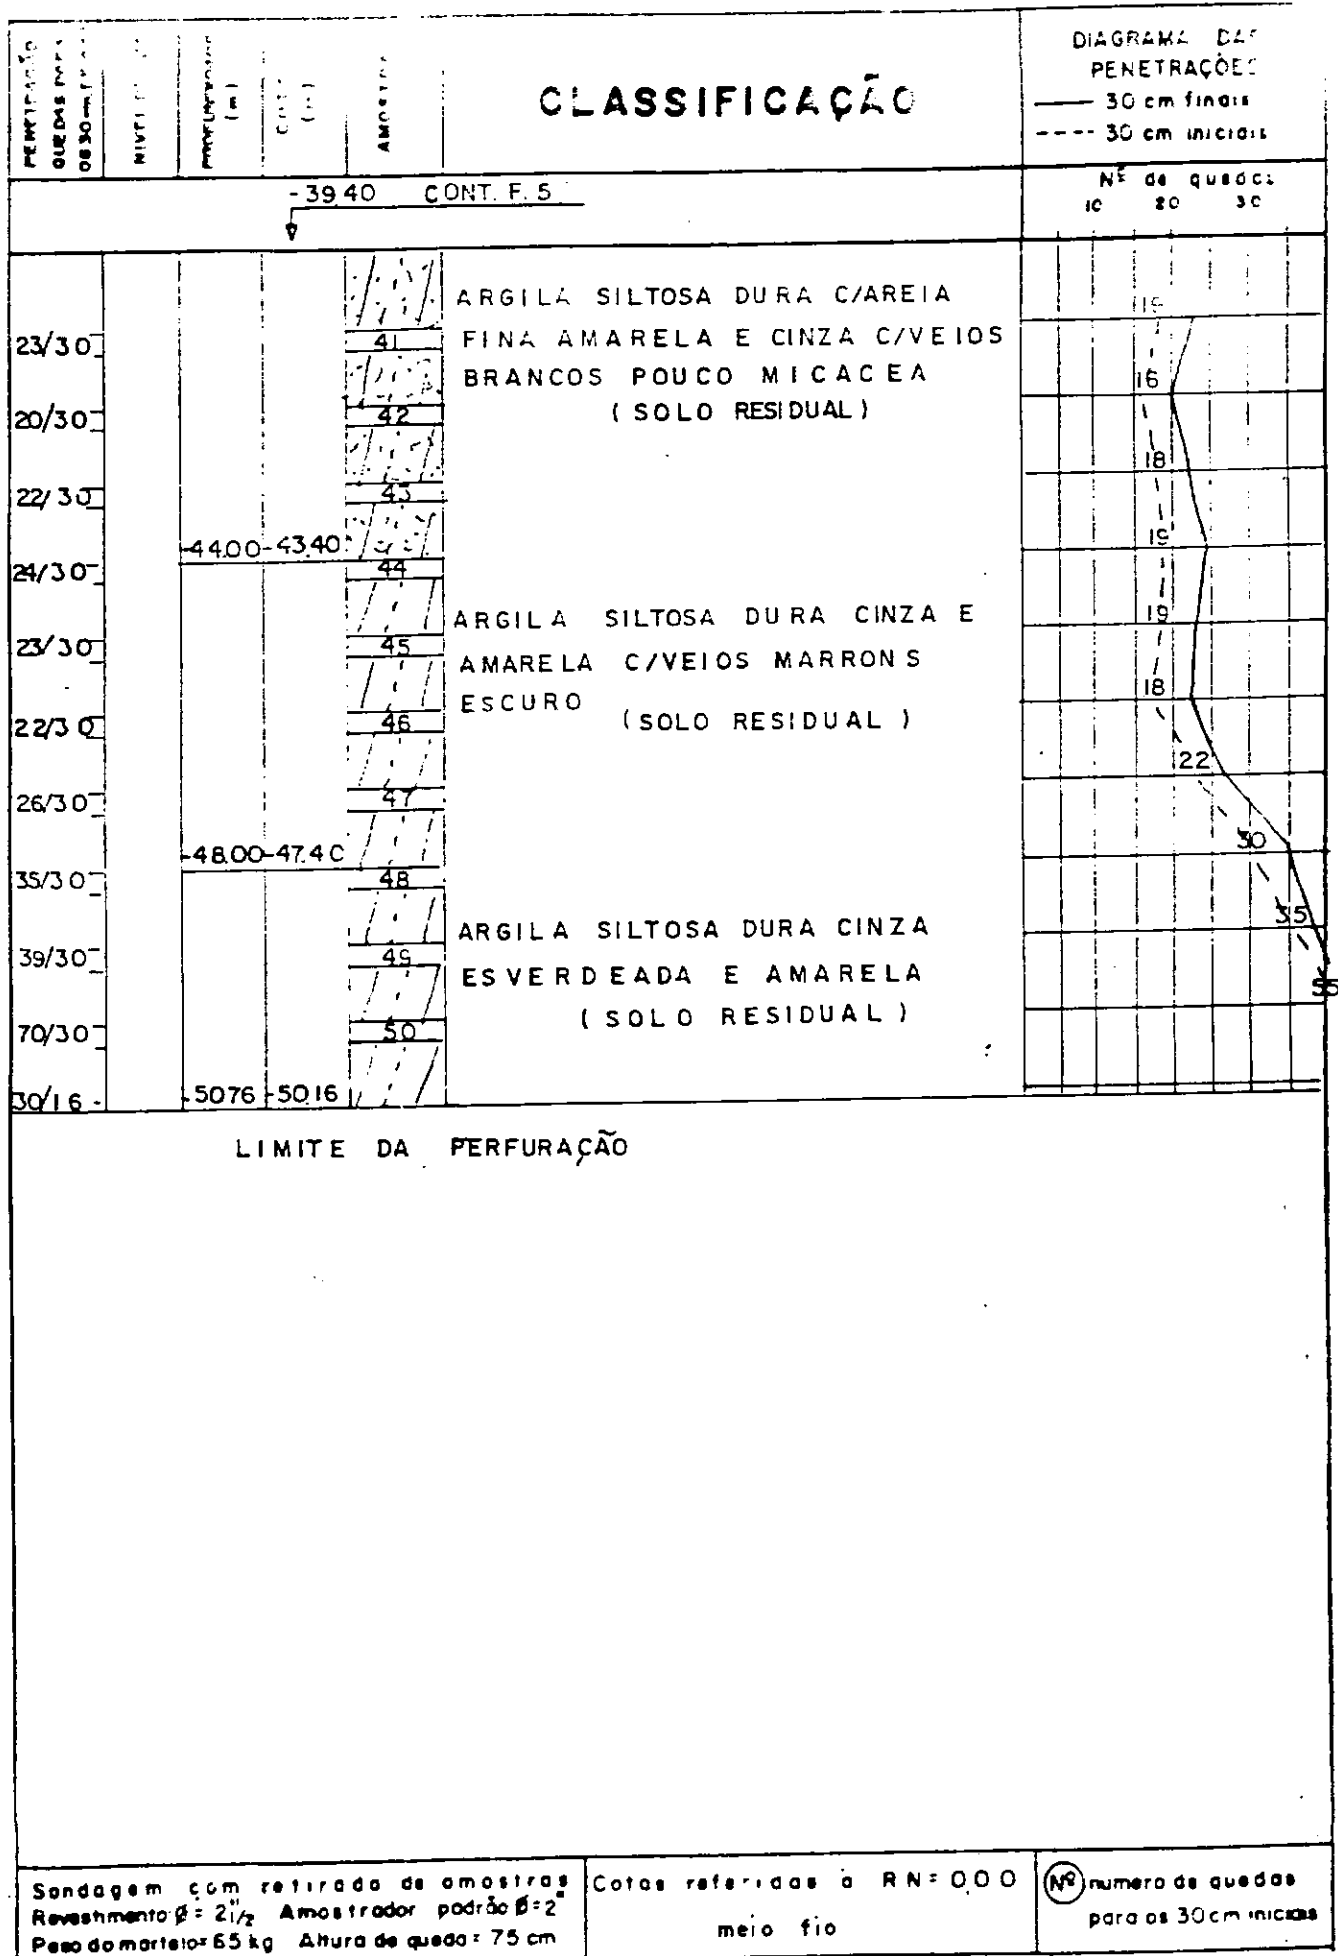 QUEDAS PARA
NIVEL
(m)
AMOSTRA
CLASSIFICAÇÃO
DIAGRAMA DAS
PENETRAÇÕES
30 cm finais
30 cm iniciais
Nº de quedas
10 20 30
-39.40 CONT. F. 5
ARGILA SILTOSA DURA C/AREIA
23/30 41 FINA AMARELA E CINZA C/VEIOS
BRANCOS POUCO MICACEA 16
20/30 42 (SOLO RESIDUAL)
18
22/30 43
-44.00 -43.40 19
24/30 44
ARGILA SILTOSA DURA CINZA E 19
23/30 45
AMARELA C/VEIOS MARRONS 18
ESCURO
22/30 46 (SOLO RESIDUAL)
22
26/30 47
-48.00 -47.40 30
35/30 48
ARGILA SILTOSA DURA CINZA 35
39/30 49
ESVERDEADA E AMARELA 55
(SOLO RESIDUAL)
70/30 50
30/16 -5076 -50.16
LIMITE DA PERFURAÇÃO
Sondagem com retirada de amostras
Revestimento Ø = 2 1/2" Amostrador padrão Ø = 2"
Peso do martelo = 65 kg Altura de queda = 75 cm
Cotas referidas à RN = 0,00
meio fio
Nº numero de quedas
para os 30 cm iniciais